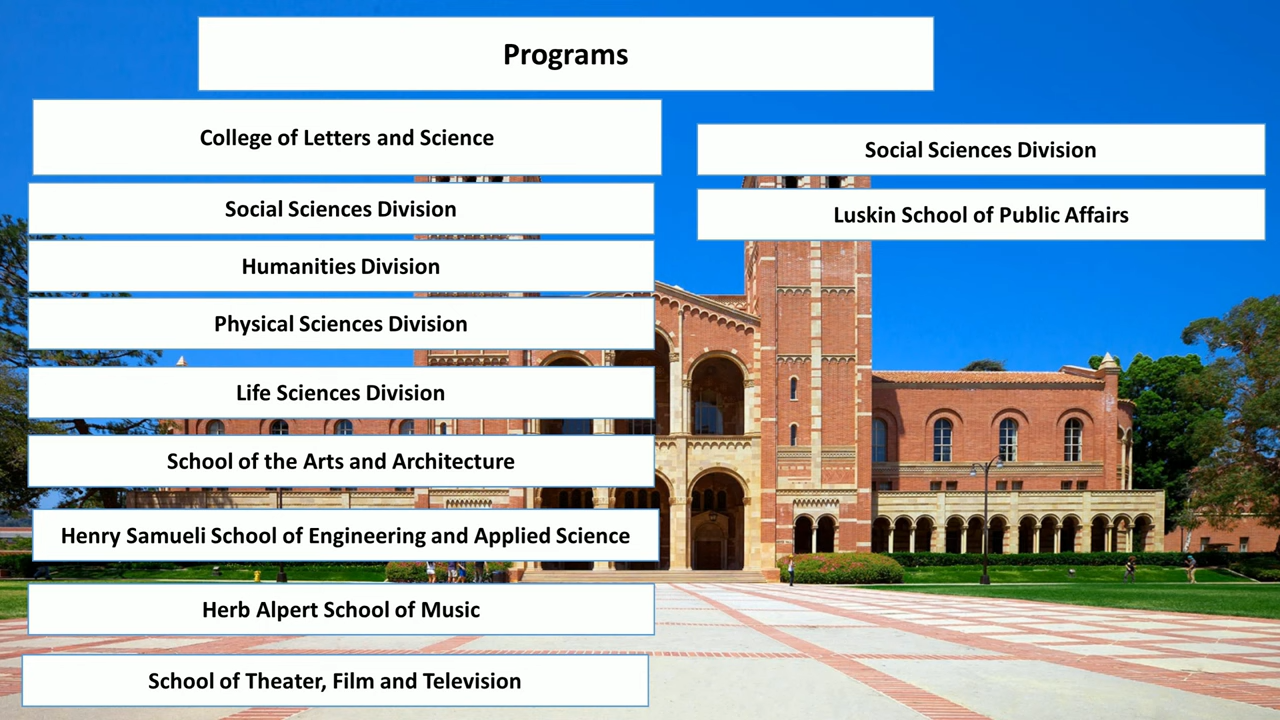 Programs
College of Letters and Science
Social Sciences Division
Humanities Division
Physical Sciences Division
Life Sciences Division
School of the Arts and Architecture
Henry Samueli School of Engineering and Applied Science
Herb Alpert School of Music
School of Theater, Film and Television
Social Sciences Division
Luskin School of Public Affairs